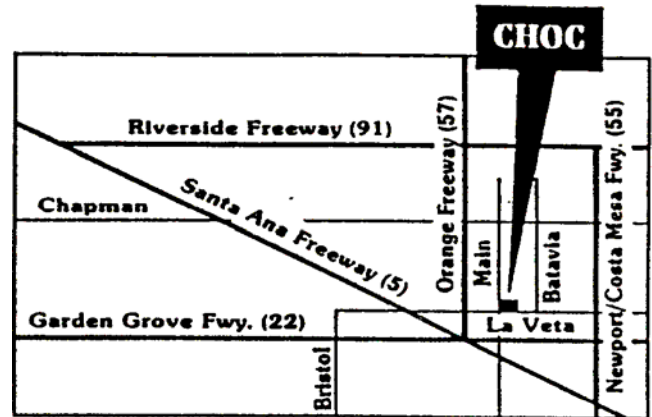 CHOC
Riverside Freeway (91)
Orange Freeway (57)
Newport/Costa Mesa Fwy. (55)
Santa Ana Freeway (5)
Chapman
Main
Batavia
Garden Grove Fwy. (22)
La Veta
Bristol